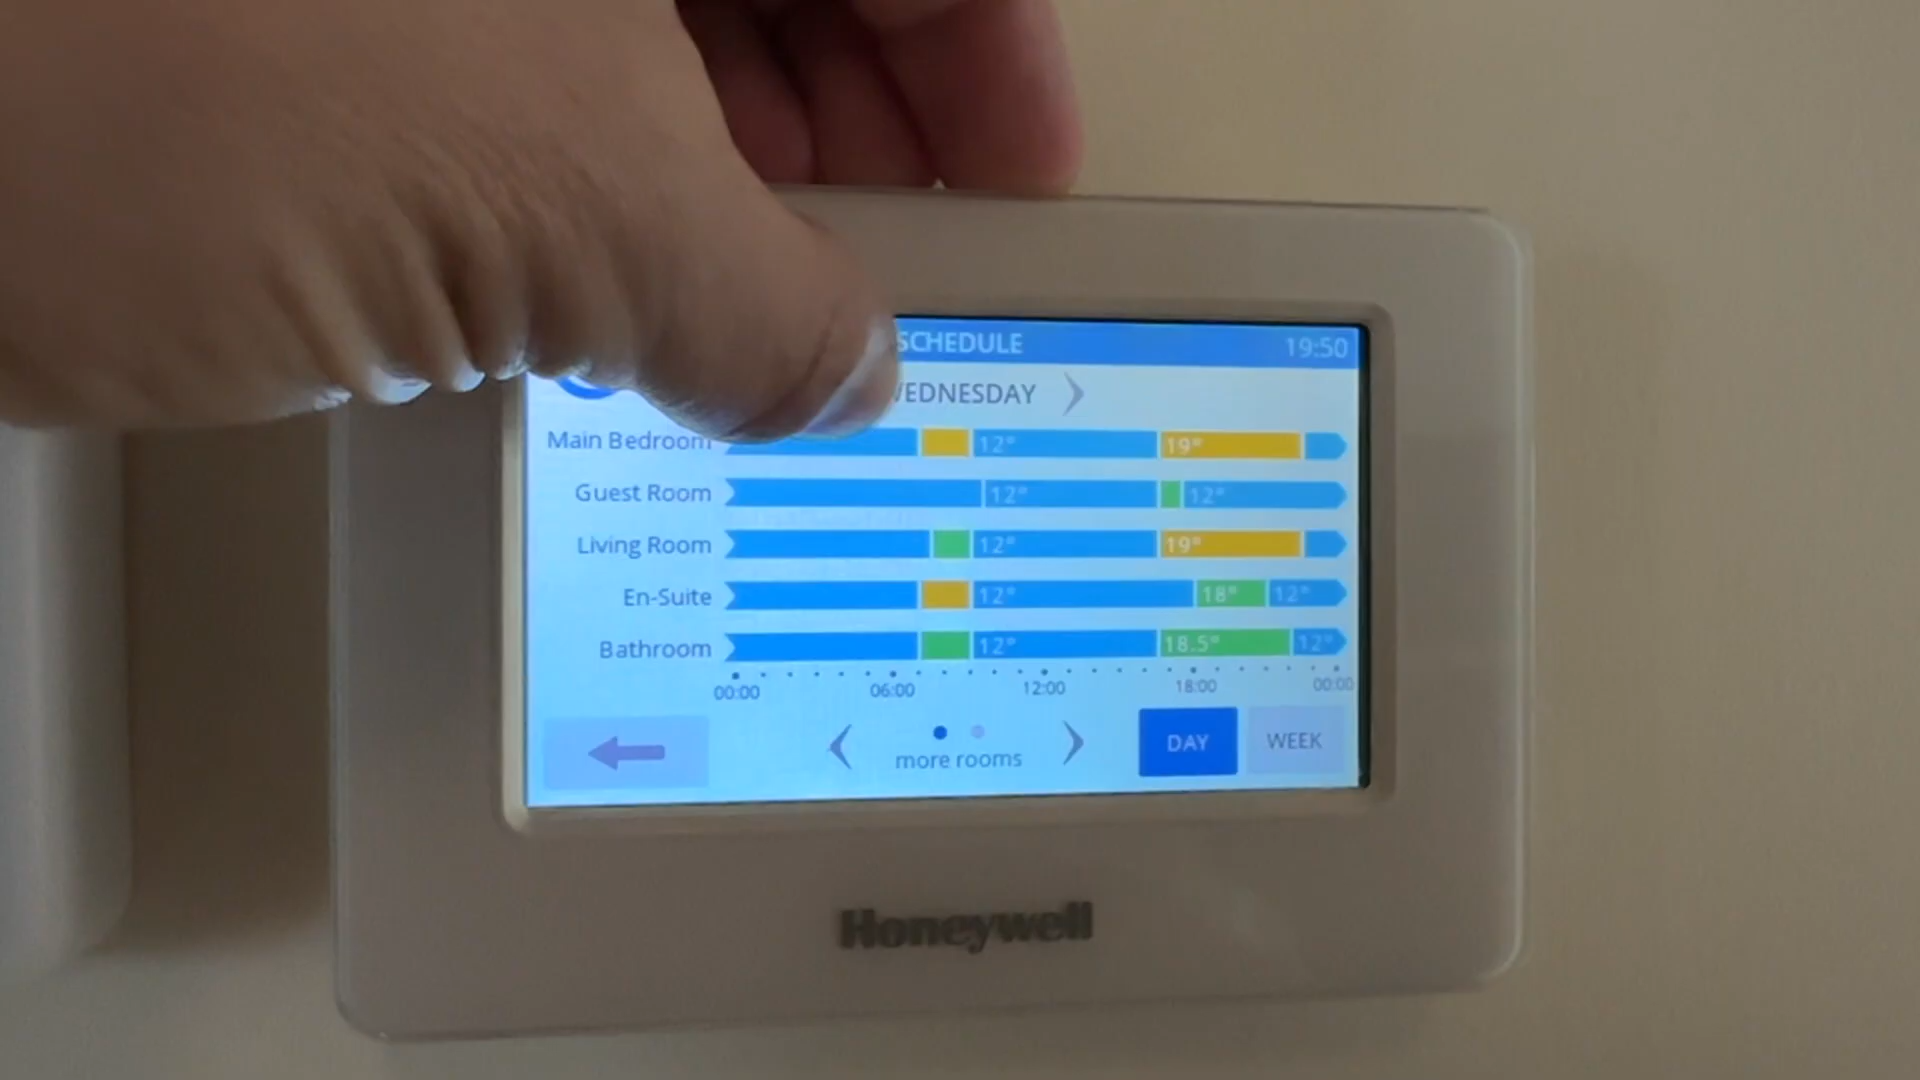 SCHEDULE 19:50
WEDNESDAY
Main Bedroom 12° 19°
Guest Room 12° 12°
Living Room 12° 19°
En-Suite 12° 18° 12°
Bathroom 12° 18.5° 12°
00:00 06:00 12:00 18:00 00:00
more rooms
DAY WEEK
Honeywell